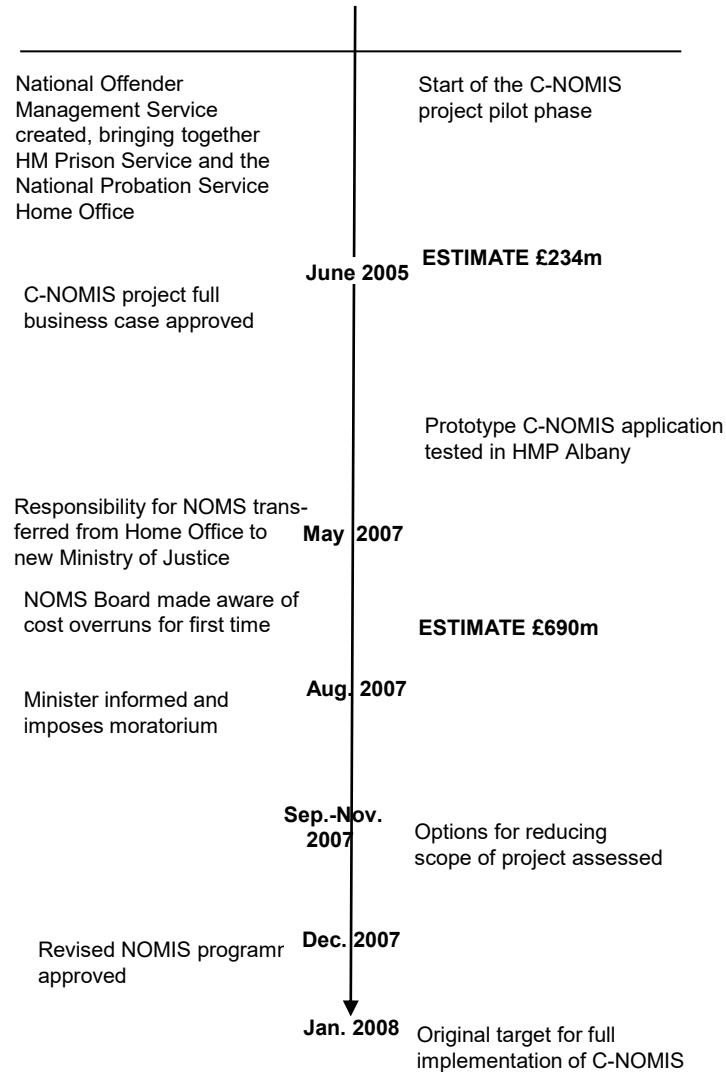 National Offender
Management Service
created, bringing together
HM Prison Service and the
National Probation Service
Home Office
Start of the C-NOMIS
project pilot phase
ESTIMATE £234m
June 2005
C-NOMIS project full
business case approved
Prototype C-NOMIS application
tested in HMP Albany
Responsibility for NOMS trans-
ferred from Home Office to
new Ministry of Justice
May 2007
NOMS Board made aware of
cost overruns for first time
ESTIMATE £690m
Aug. 2007
Minister informed and
imposes moratorium
Sep.-Nov.
2007
Options for reducing
scope of project assessed
Dec. 2007
Revised NOMIS programr
approved
Jan. 2008
Original target for full
implementation of C-NOMIS